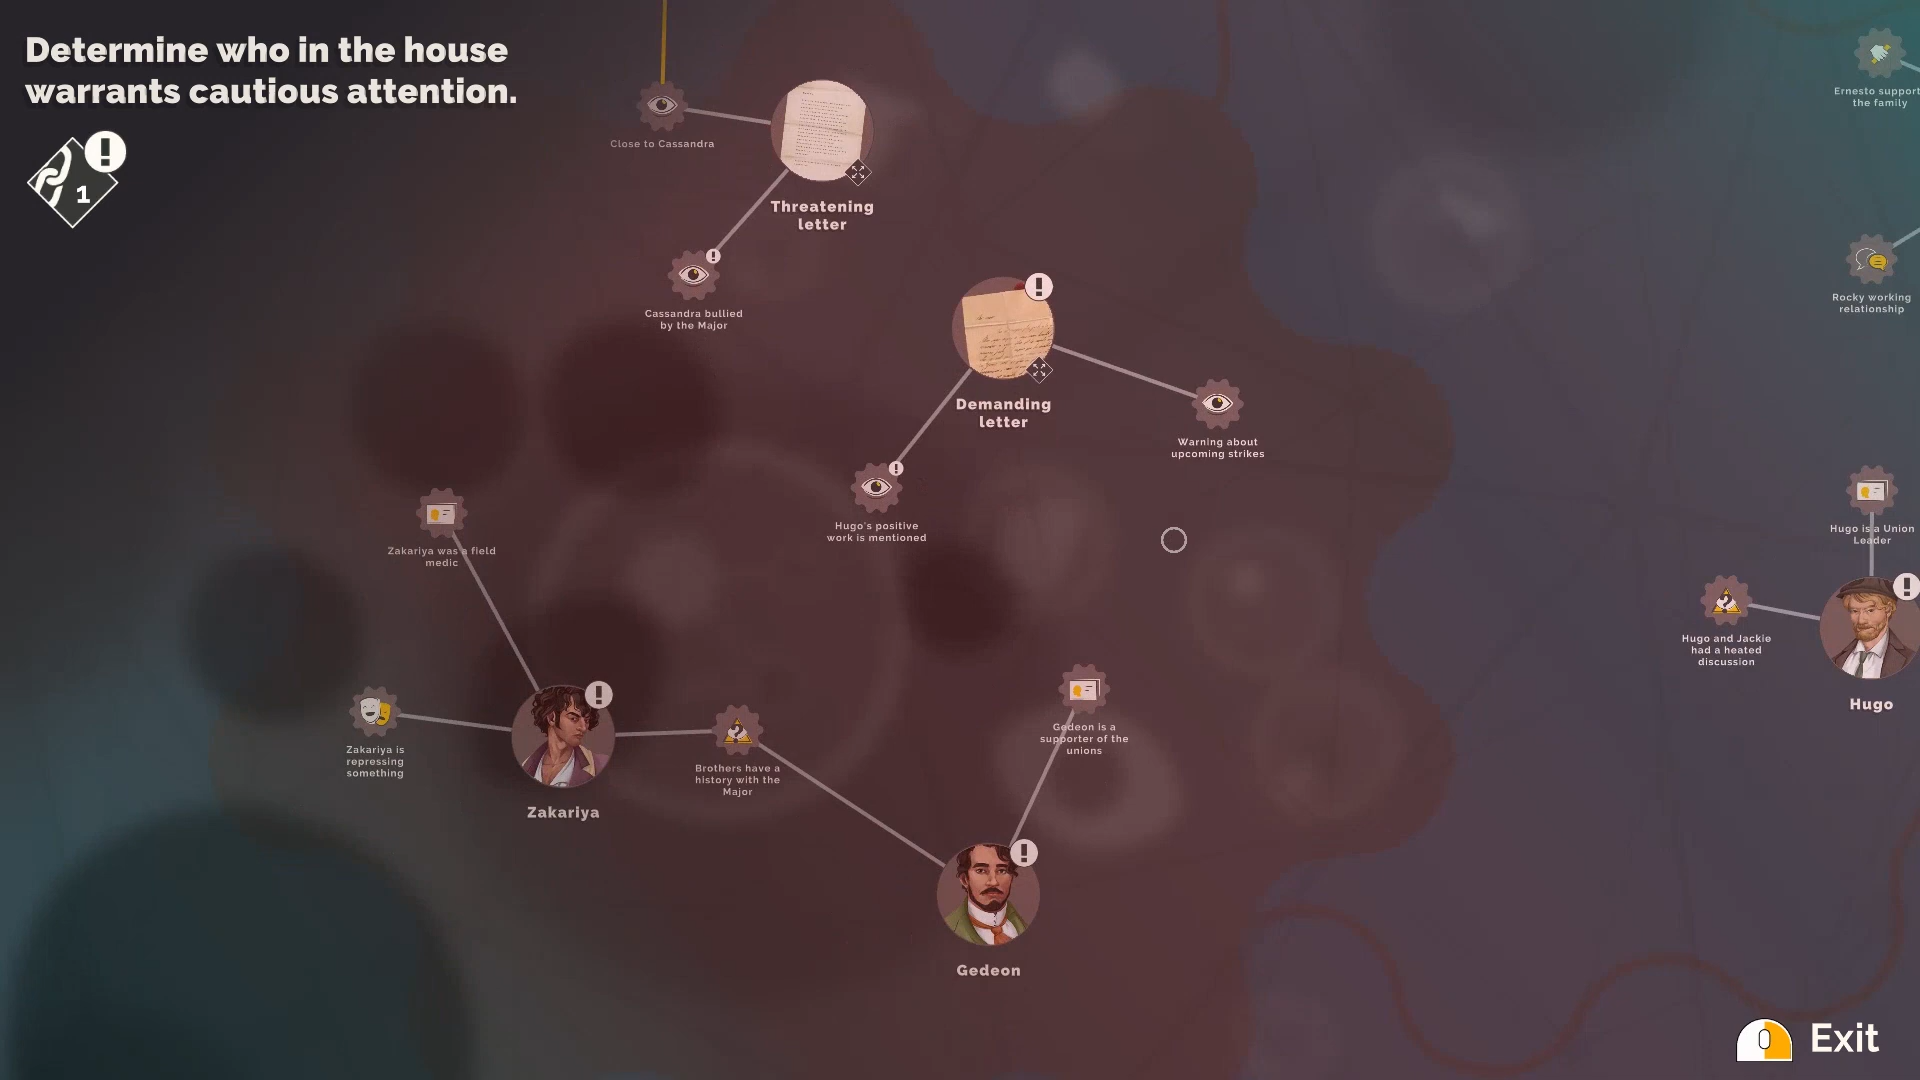 Determine who in the house
warrants cautious attention.
1
Close to Cassandra
Threatening
letter
Cassandra bullied
by the Major
Demanding
letter
Warning about
upcoming strikes
Hugo's positive
work is mentioned
Zakariya was a field
medic
Zakariya is
repressing
something
Zakariya
Brothers have a
history with the
Major
Gedeon is a
supporter of the
unions
Gedeon
Ernesto support
the family
Rocky working
relationship
Hugo is a Union
Leader
Hugo and Jackie
had a heated
discussion
Hugo
Exit